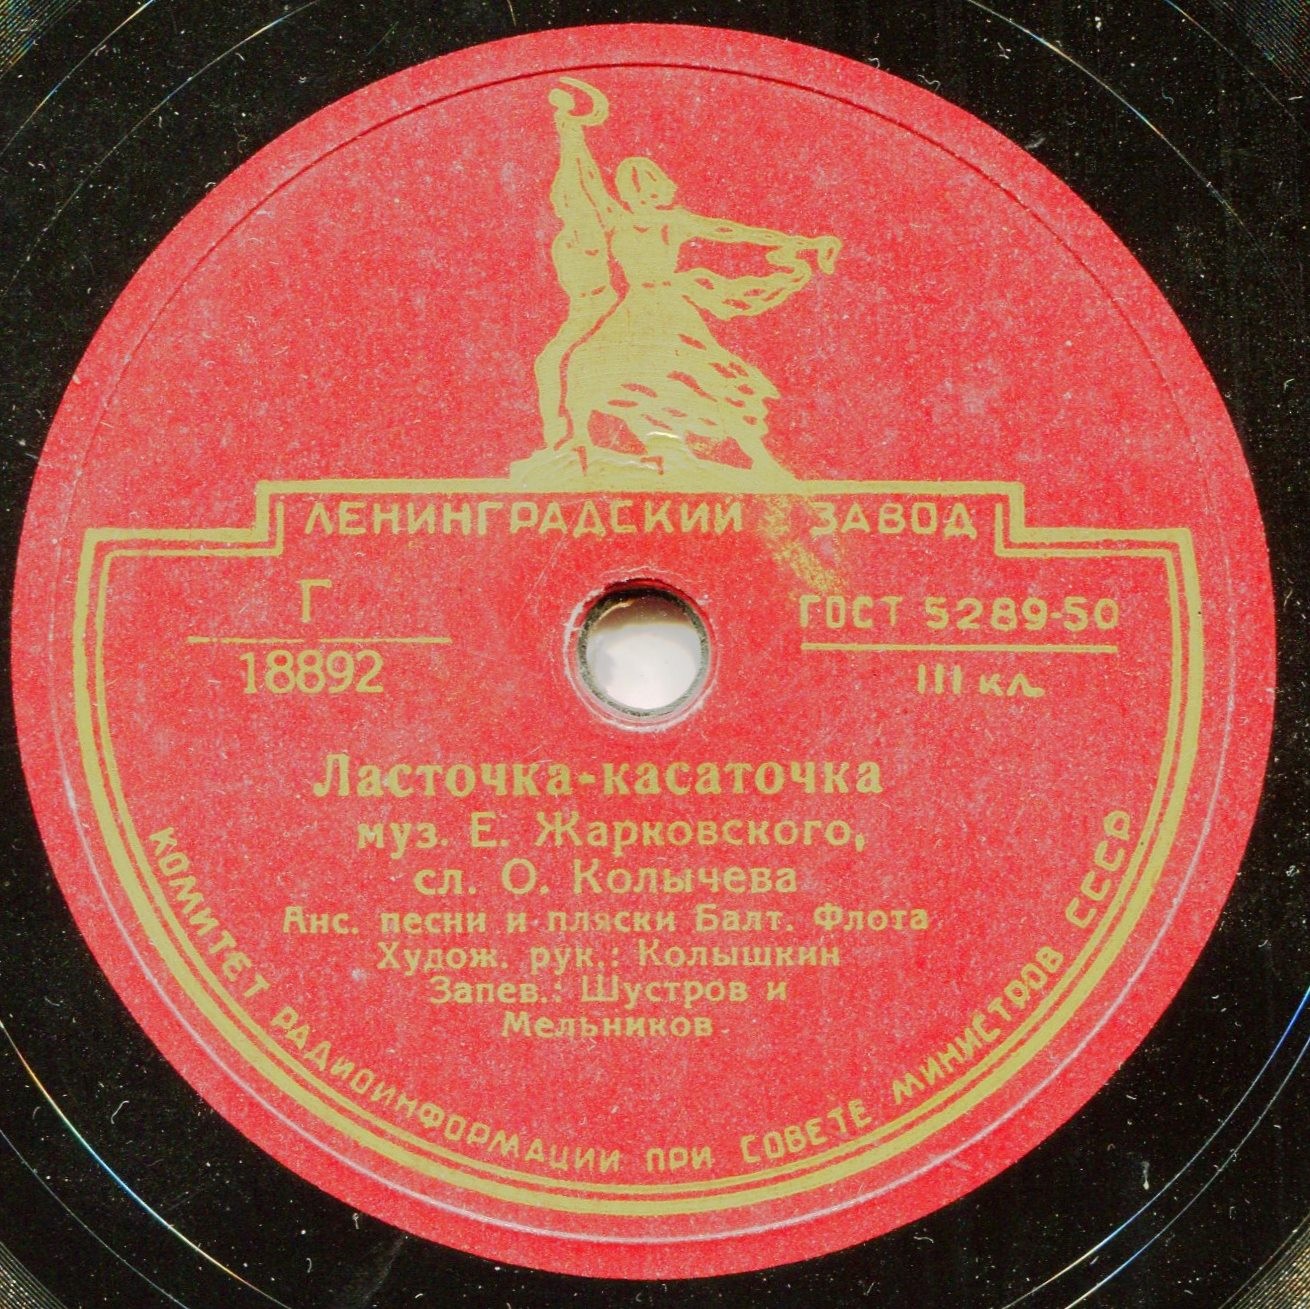 ЛЕНИНГРАДСКИЙ ЗАВОД
Г
18892
ГОСТ 5289-50
III кл.
Ласточка-касаточка
муз. Е. Жарковского,
сл. О. Колычева
Анс. песни и пляски Балт. Флота
Худож. рук.: Колышкин
Запев.: Шустров и
Мельников
КОМИТЕТ РАДИОИНФОРМАЦИИ ПРИ СОВЕТЕ МИНИСТРОВ СССР